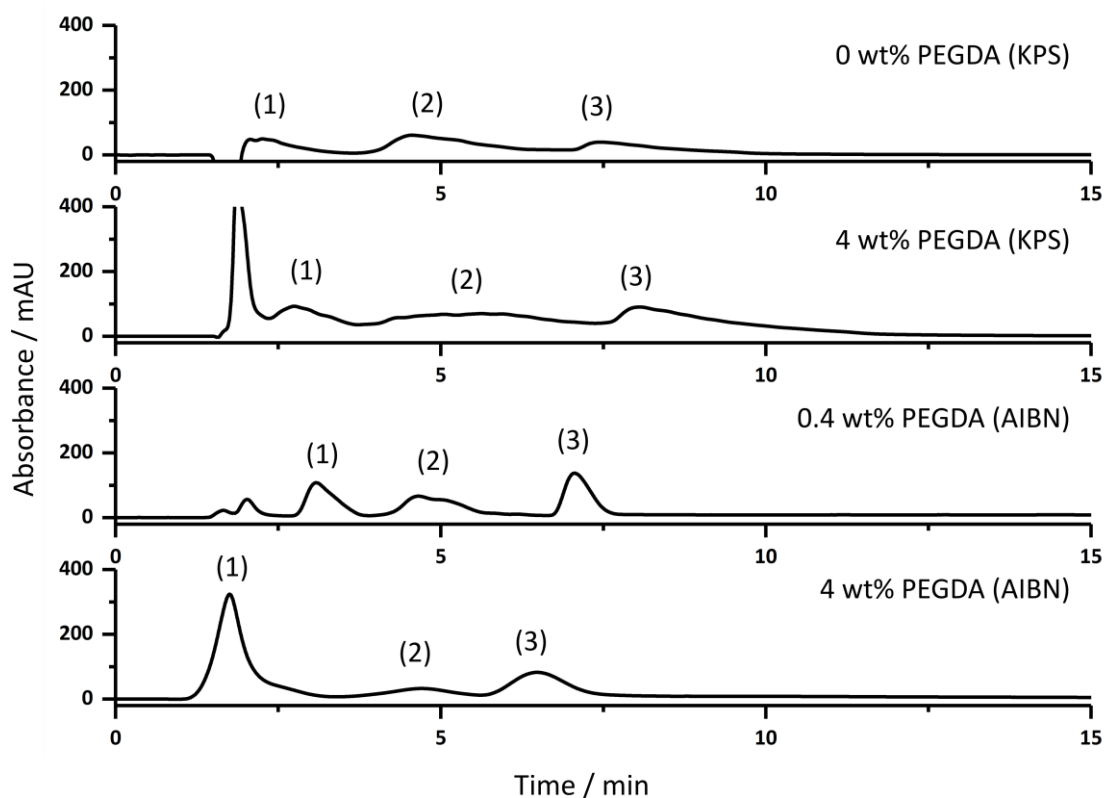 400
0 wt% PEGDA (KPS)
200
(1) (2) (3)
0
0 5 10 15
400
4 wt% PEGDA (KPS)
200
(1) (2) (3)
0
0 5 10 15
Absorbance / mAU
400
0.4 wt% PEGDA (AIBN)
200
(1) (2) (3)
0
0 5 10 15
400
4 wt% PEGDA (AIBN)
(1)
200
(2) (3)
0
0 5 10 15
Time / min